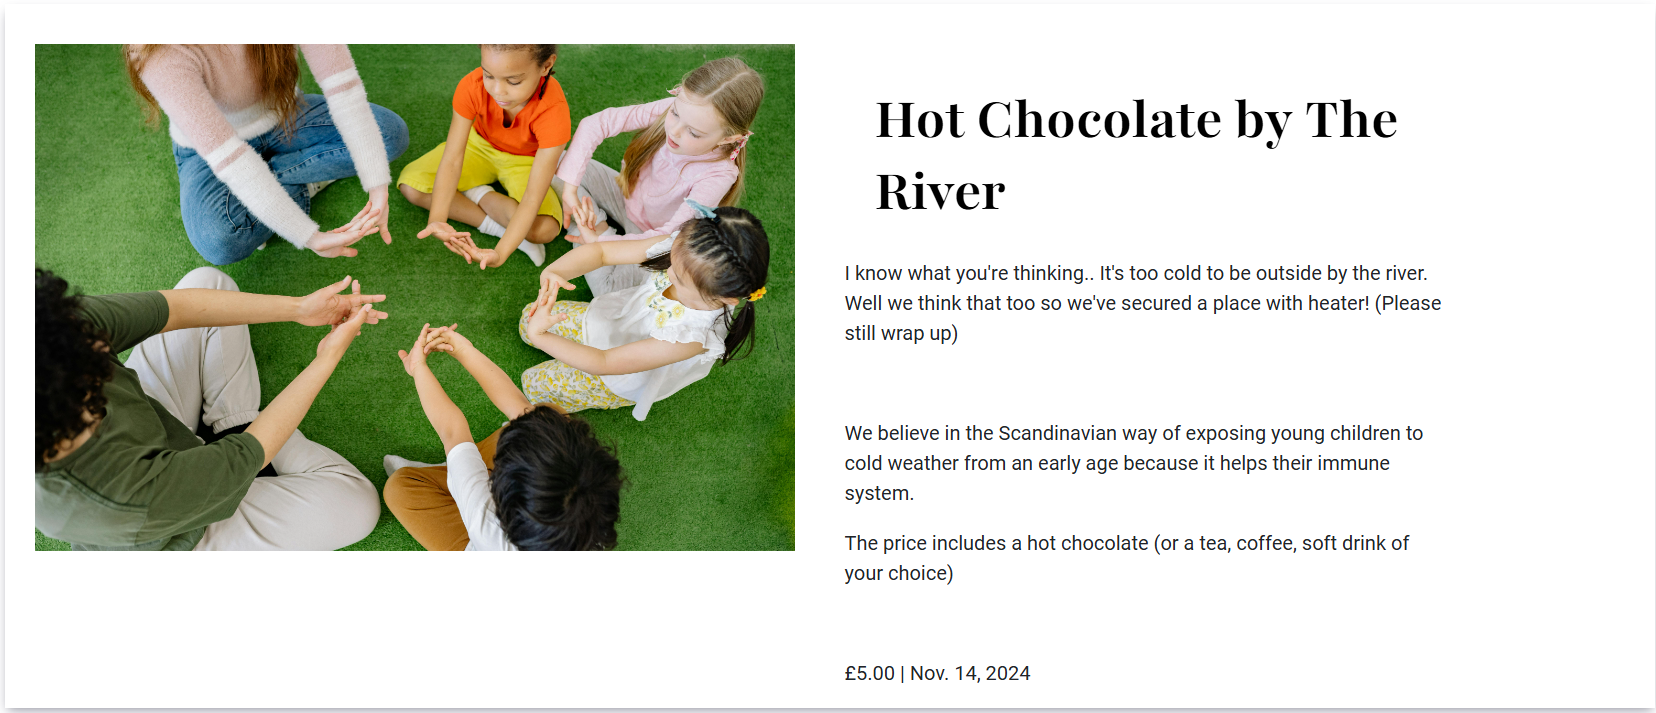 Hot Chocolate by The
River
I know what you're thinking.. It's too cold to be outside by the river.
Well we think that too so we've secured a place with heater! (Please
still wrap up)
We believe in the Scandinavian way of exposing young children to
cold weather from an early age because it helps their immune
system.
The price includes a hot chocolate (or a tea, coffee, soft drink of
your choice)
£5.00 | Nov. 14, 2024